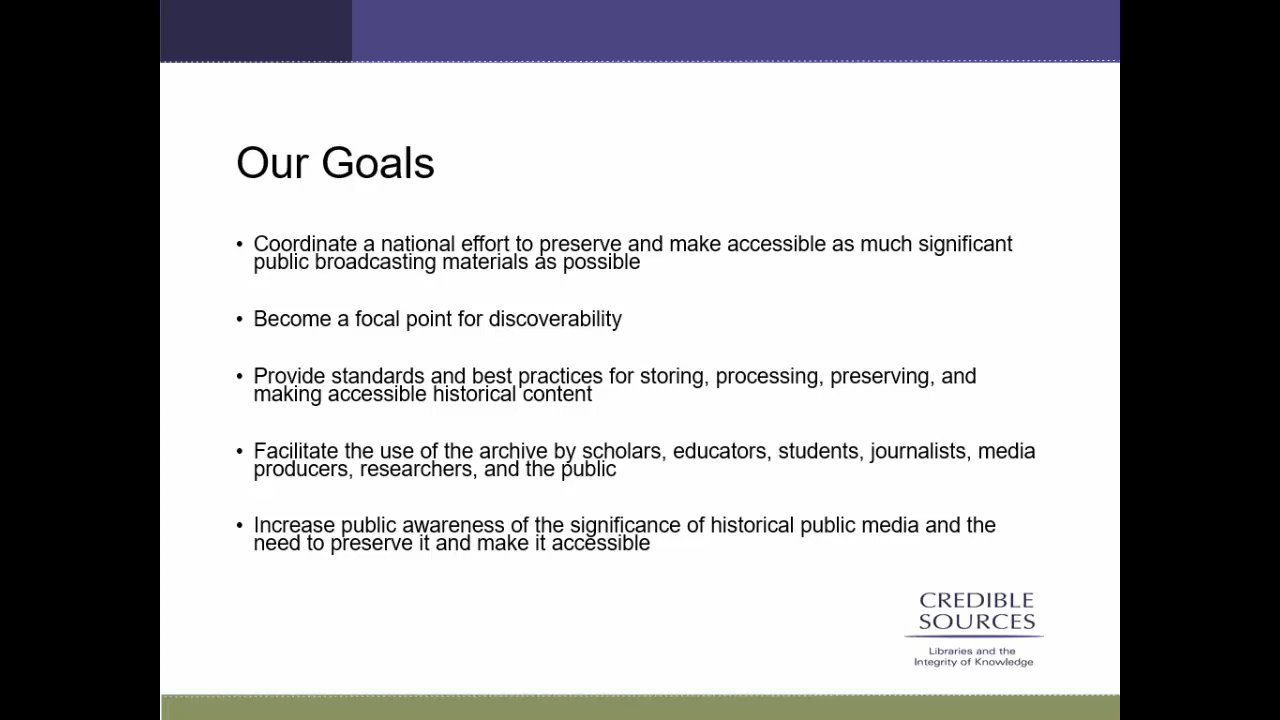 Our Goals
• Coordinate a national effort to preserve and make accessible as much significant
public broadcasting materials as possible
• Become a focal point for discoverability
• Provide standards and best practices for storing, processing, preserving, and
making accessible historical content
• Facilitate the use of the archive by scholars, educators, students, journalists, media
producers, researchers, and the public
• Increase public awareness of the significance of historical public media and the
need to preserve it and make it accessible
CREDIBLE
SOURCES
Libraries and the
Integrity of Knowledge